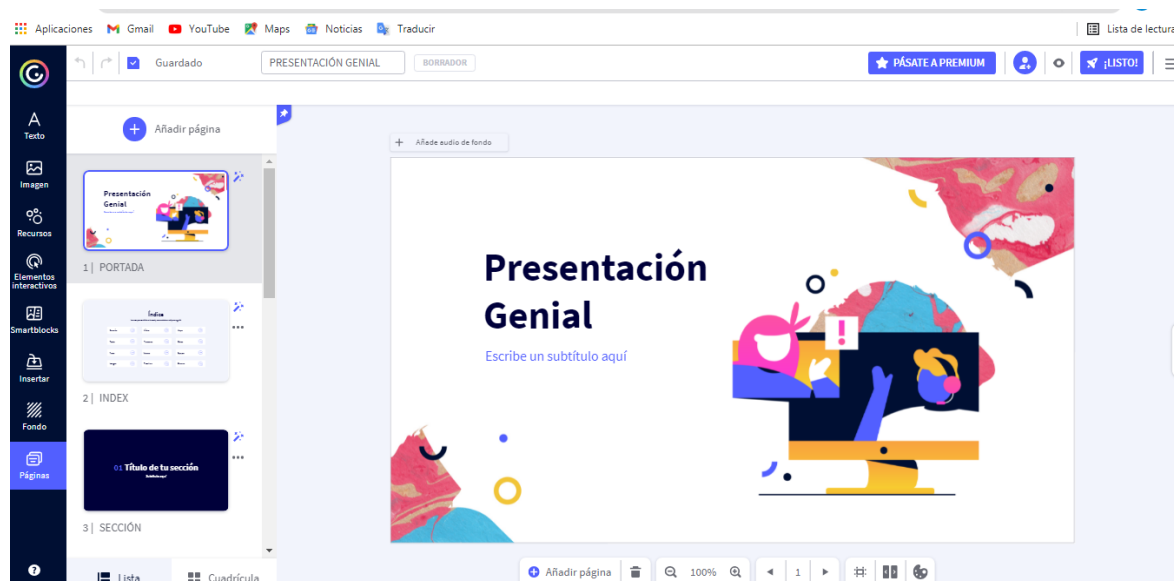 Aplicaciones Gmail YouTube Maps Noticias Traducir Lista de lectura
Guardado PRESENTACIÓN GENIAL BORRADOR PÁSATE A PREMIUM ¡LISTO!
Texto
Imagen
Recursos
Elementos
interactivos
Smartblocks
Insertar
Fondo
Páginas
?
Añadir página
Presentación
Genial
1| PORTADA
Índice
2| INDEX
01 Título de tu sección
3| SECCIÓN
Lista Cuadrícula
+ Añade audio de fondo
Presentación
Genial
Escribe un subtítulo aquí
!
Añadir página 100% 1